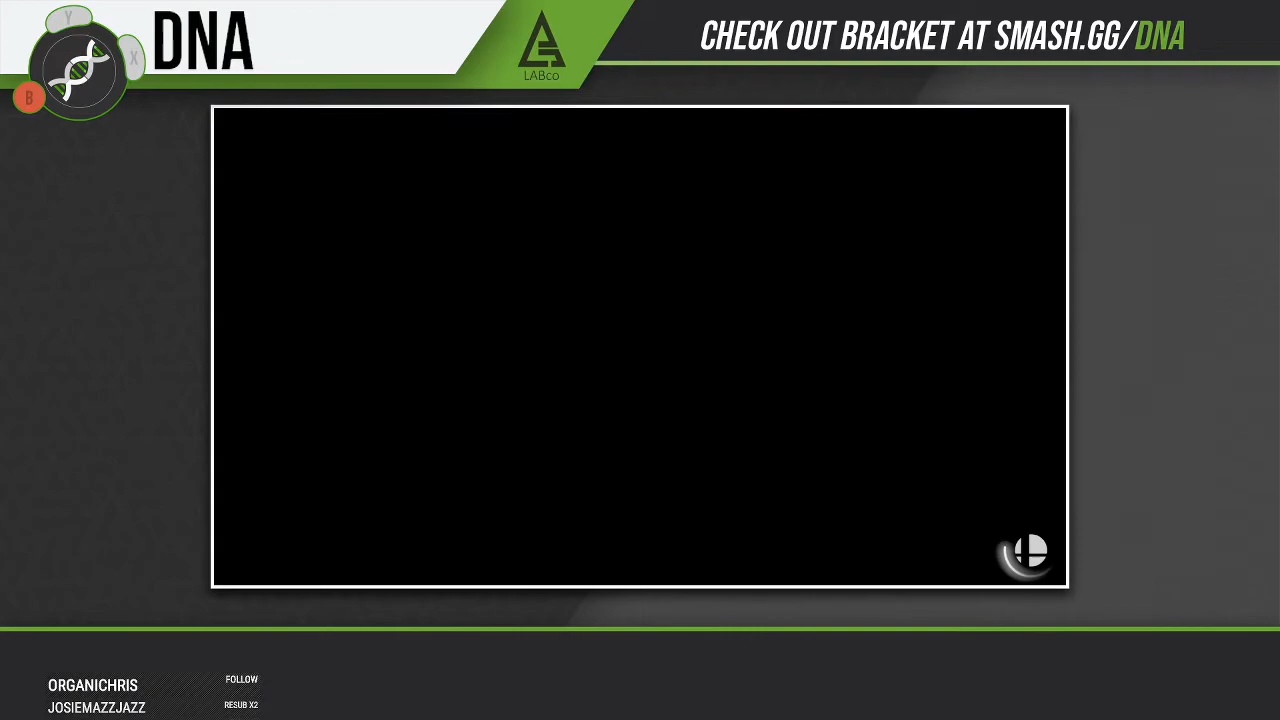 Y
X
B
DNA
LABco
CHECK OUT BRACKET AT SMASH.GG/DNA
ORGANICHRIS FOLLOW
JOSIEMAZZJAZZ RESUB X2